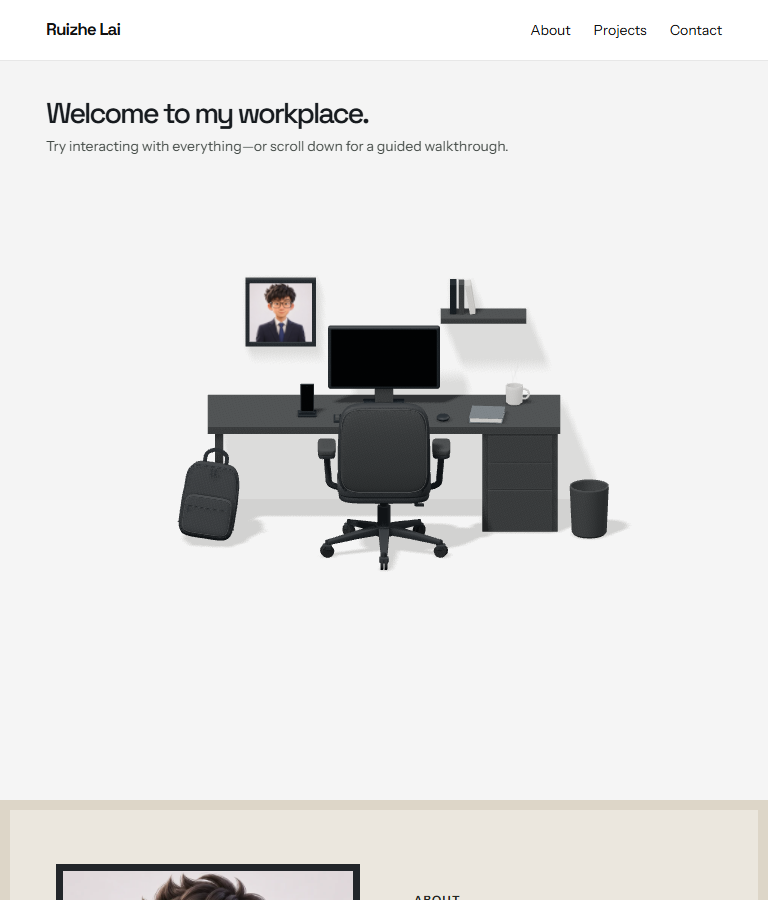 Ruizhe Lai
About Projects Contact
Welcome to my workplace.
Try interacting with everything—or scroll down for a guided walkthrough.
ABOUT